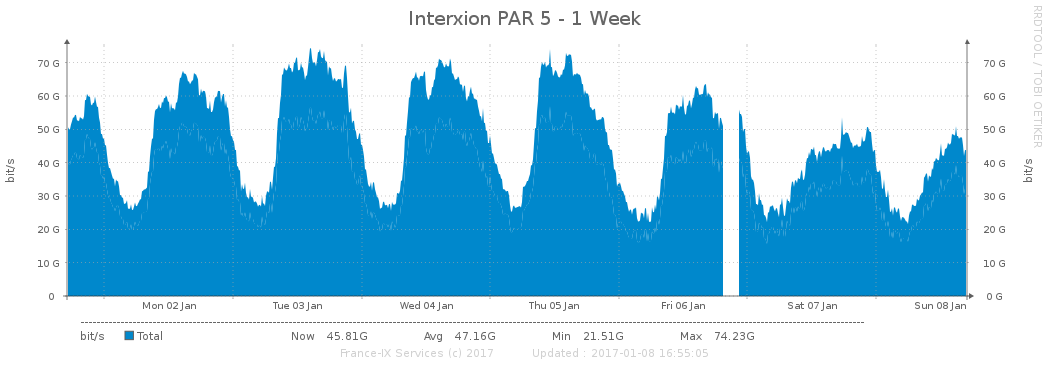 Interxion PAR 5 - 1 Week
RRDTOOL / TOBI OETIKER
bit/s
70 G 70 G
60 G 60 G
50 G 50 G
40 G 40 G
30 G 30 G
20 G 20 G
10 G 10 G
0 0 G
bit/s
Mon 02 Jan Tue 03 Jan Wed 04 Jan Thu 05 Jan Fri 06 Jan Sat 07 Jan Sun 08 Jan
bit/s Total Now 45.81G Avg 47.16G Min 21.51G Max 74.23G
France-IX Services (c) 2017 Updated : 2017-01-08 16:55:05